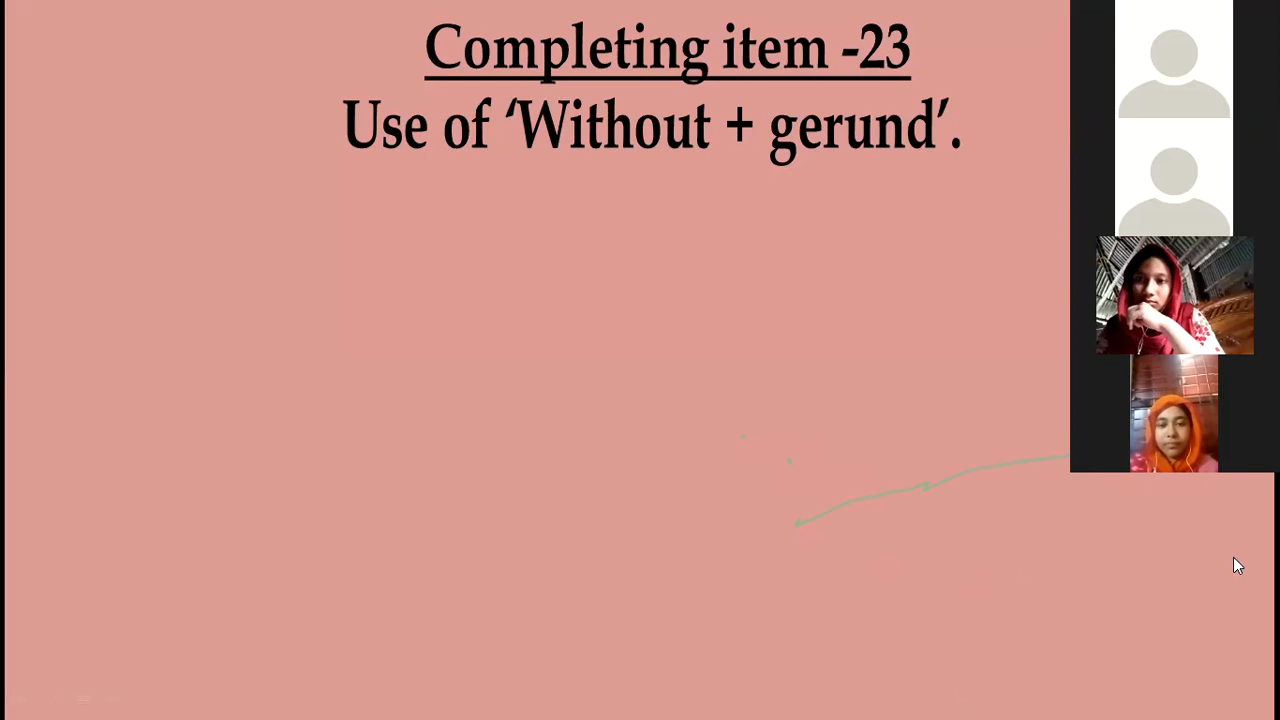 Completing item -23
Use of ‘Without + gerund’.